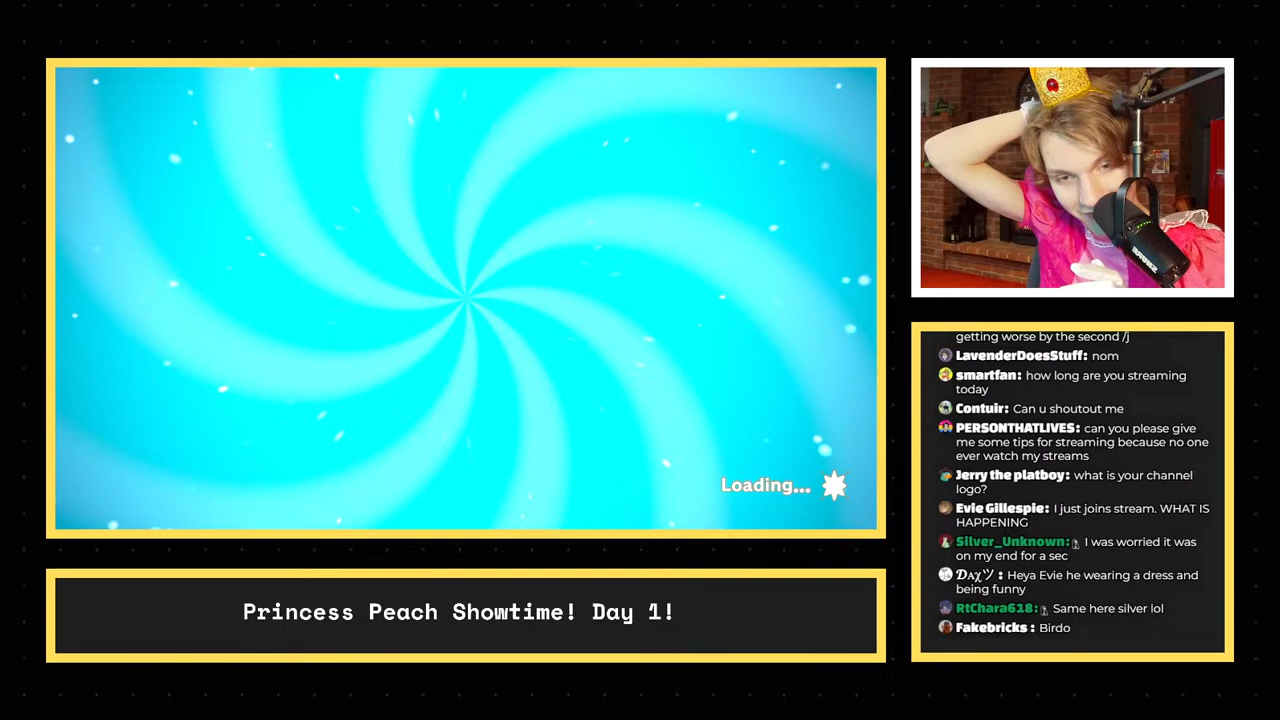 Loading...
Princess Peach Showtime! Day 1!
getting worse by the second /j
LavenderDoesStuff: nom
smartfan: how long are you streaming
today
Contuir: Can u shoutout me
PERSONTHATLIVES: can you please give
me some tips for streaming because no one
ever watch my streams
Jerry the platboy: what is your channel
logo?
Evie Gillespie: I just joins stream. WHAT IS
HAPPENING
Silver_Unknown: I was worried it was
on my end for a sec
Dᴀχツ : Heya Evie he wearing a dress and
being funny
RtChara618: Same here silver lol
Fakebricks : Birdo